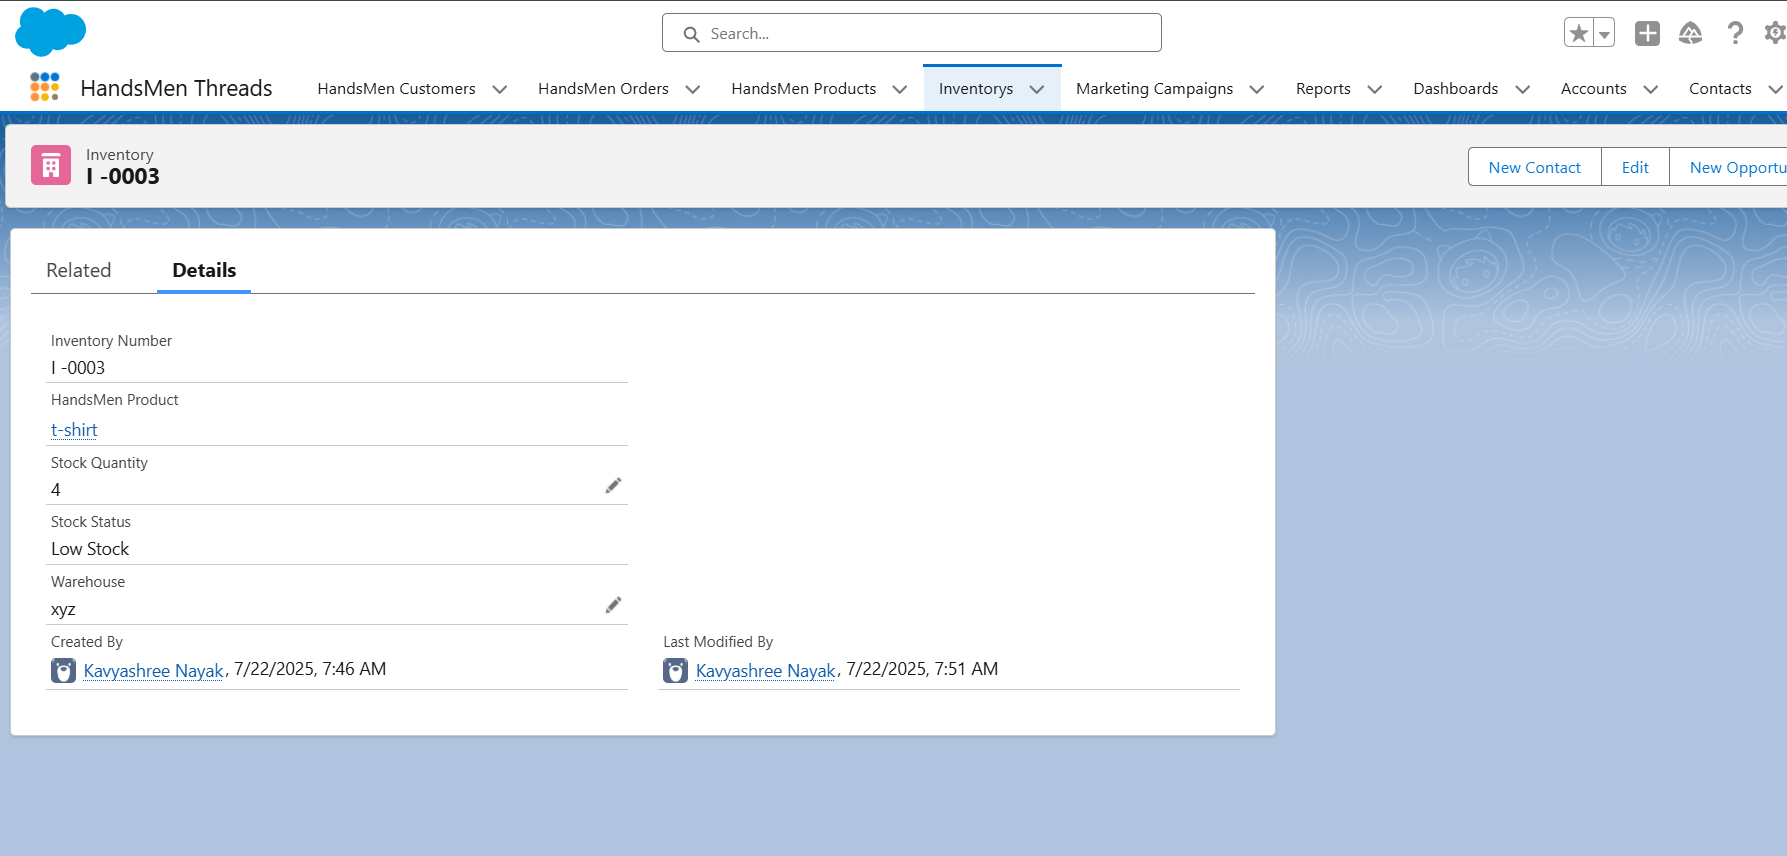 Search...
HandsMen Threads HandsMen Customers HandsMen Orders HandsMen Products Inventorys Marketing Campaigns Reports Dashboards Accounts Contacts
Inventory
I -0003
New Contact Edit New Opportu
Related Details
Inventory Number
I -0003
HandsMen Product
t-shirt
Stock Quantity
4
Stock Status
Low Stock
Warehouse
xyz
Created By Last Modified By
Kavyashree Nayak, 7/22/2025, 7:46 AM Kavyashree Nayak, 7/22/2025, 7:51 AM